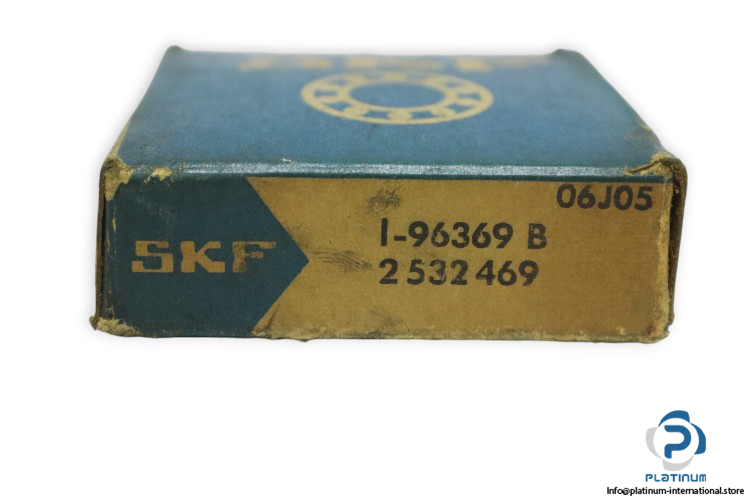 06J05
SKF
I-96369 B
2532469
PLATINUM
Info@platinum-international.store